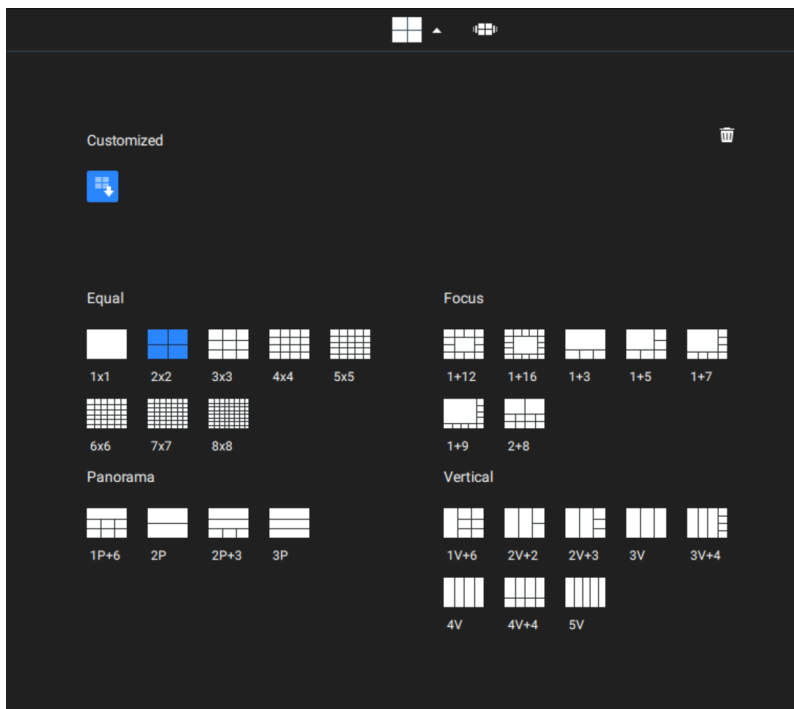 Customized
Equal
1x1 2x2 3x3 4x4 5x5
6x6 7x7 8x8
Focus
1+12 1+16 1+3 1+5 1+7
1+9 2+8
Panorama
1P+6 2P 2P+3 3P
Vertical
1V+6 2V+2 2V+3 3V 3V+4
4V 4V+4 5V